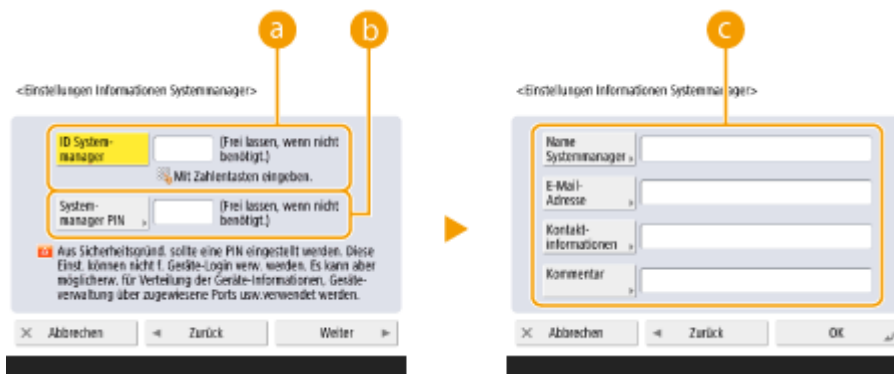 a
b
c
<Einstellungen Informationen Systemmanager>
ID System-
manager
(Frei lassen, wenn nicht
benötigt.)
Mit Zahlentasten eingeben.
System-
manager PIN
(Frei lassen, wenn nicht
benötigt.)
Aus Sicherheitsgründ. sollte eine PIN eingestellt werden. Diese
Einst. können nicht f. Geräte-Login verw. werden. Es kann aber
möglicherw. für Verteilung der Geräte-Informationen, Geräte-
verwaltung über zugewiesene Ports usw.verwendet werden.
Abbrechen
Zurück
Weiter
<Einstellungen Informationen Systemmanager>
Name
Systemmanager
E-Mail-
Adresse
Kontakt-
informationen
Kommentar
Abbrechen
Zurück
OK